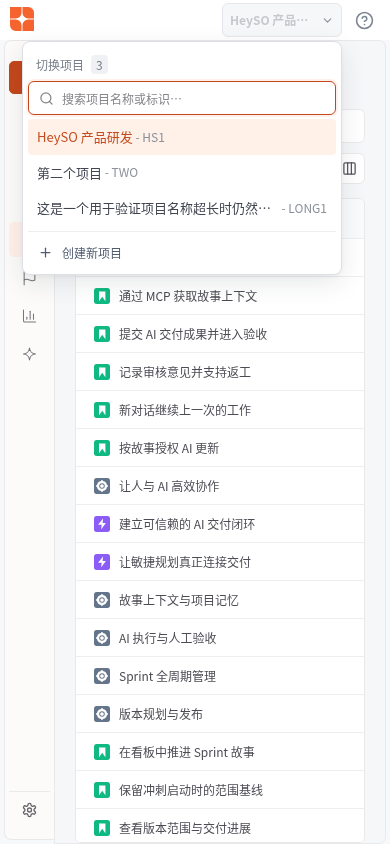 HeySO 产品···
切换项目 3
搜索项目名称或标识···
HeySO 产品研发 - HS1
第二个项目 - TWO
这是一个用于验证项目名称超长时仍然··· - LONG1
创建新项目
通过 MCP 获取故事上下文
提交 AI 交付成果并进入验收
记录审核意见并支持返工
新对话继续上一次的工作
按故事授权 AI 更新
让人与 AI 高效协作
建立可信赖的 AI 交付闭环
让敏捷规划真正连接交付
故事上下文与项目记忆
AI 执行与人工验收
Sprint 全周期管理
版本规划与发布
在看板中推进 Sprint 故事
保留冲刺启动时的范围基线
查看版本范围与交付进展